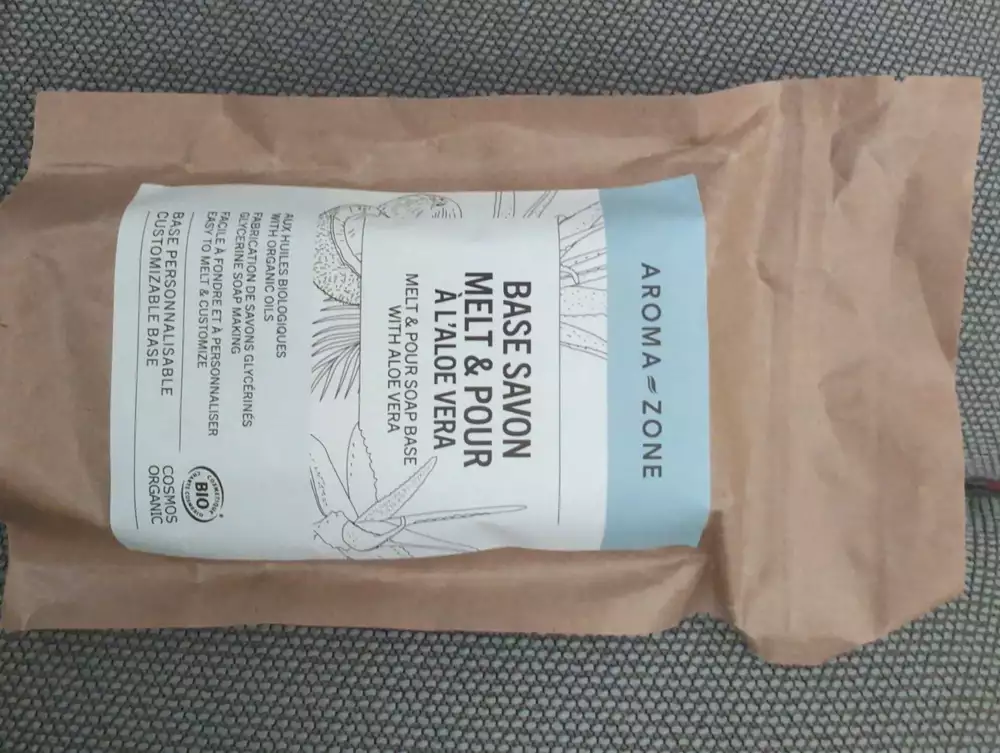 AROMA ZONE
BASE SAVON
MELT & POUR
À L'ALOE VERA
MELT & POUR SOAP BASE
WITH ALOE VERA
AUX HUILES BIOLOGIQUES
WITH ORGANIC OILS
FABRICATION DE SAVONS GLYCÉRINÉS
GLYCERINE SOAP MAKING
FACILE À FONDRE ET À PERSONNALISER
EASY TO MELT & CUSTOMIZE
BASE PERSONNALISABLE
CUSTOMIZABLE BASE
COSMÉTIQUE
BIO
COSMOS
ORGANIC